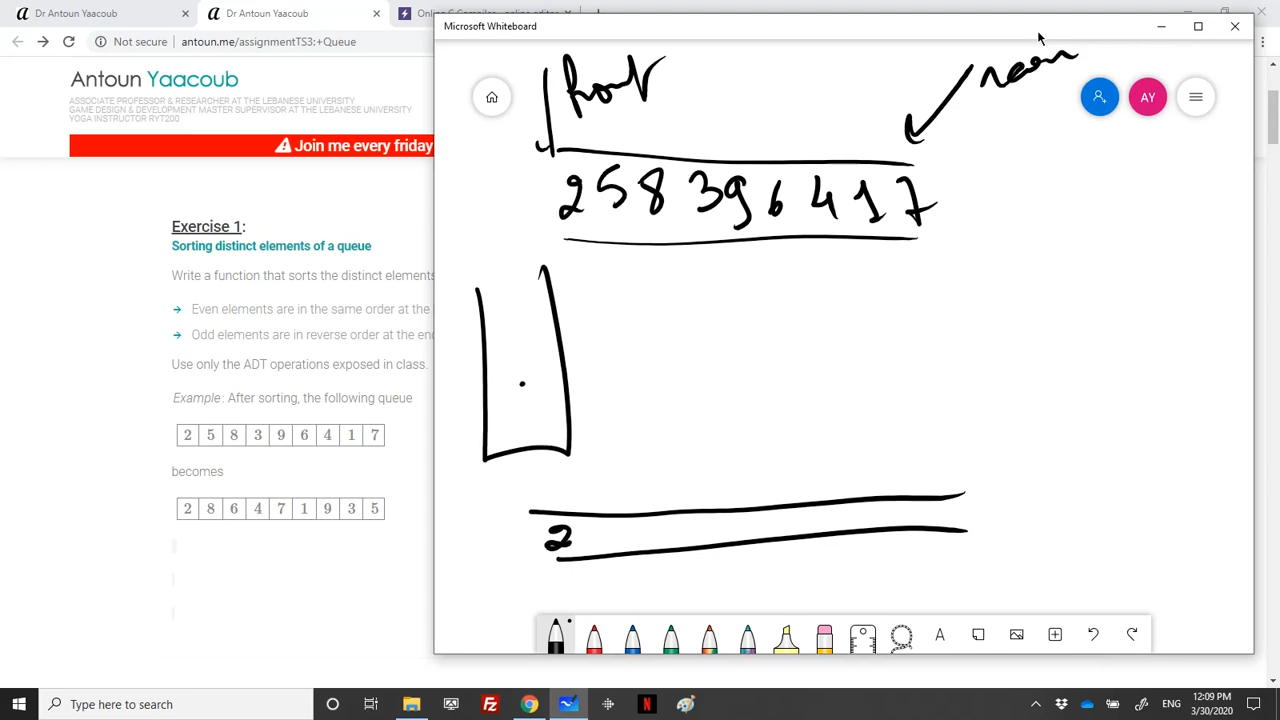 Dr Antoun Yaacoub
Dr Antoun Yaacoub
Not secure
antoun.me/assignmentTS3:+Queue
Microsoft Whiteboard
Antoun Yaacoub
ASSOCIATE PROFESSOR & RESEARCHER AT THE LEBANESE UNIVERSITY
GAME DESIGN & DEVELOPMENT MASTER SUPERVISOR AT THE LEBANESE UNIVERSITY
YOGA INSTRUCTOR RYT200
Join me every friday
AY
front
rear
2 5 8 3 9 6 4 1 7
Exercise 1:
Sorting distinct elements of a queue
Write a function that sorts the distinct elements
Even elements are in the same order at the
Odd elements are in reverse order at the en
Use only the ADT operations exposed in class.
Example: After sorting, the following queue
2 5 8 3 9 6 4 1 7
becomes
2 8 6 4 7 1 9 3 5
2
A
Type here to search
ENG
12:09 PM
3/30/2020